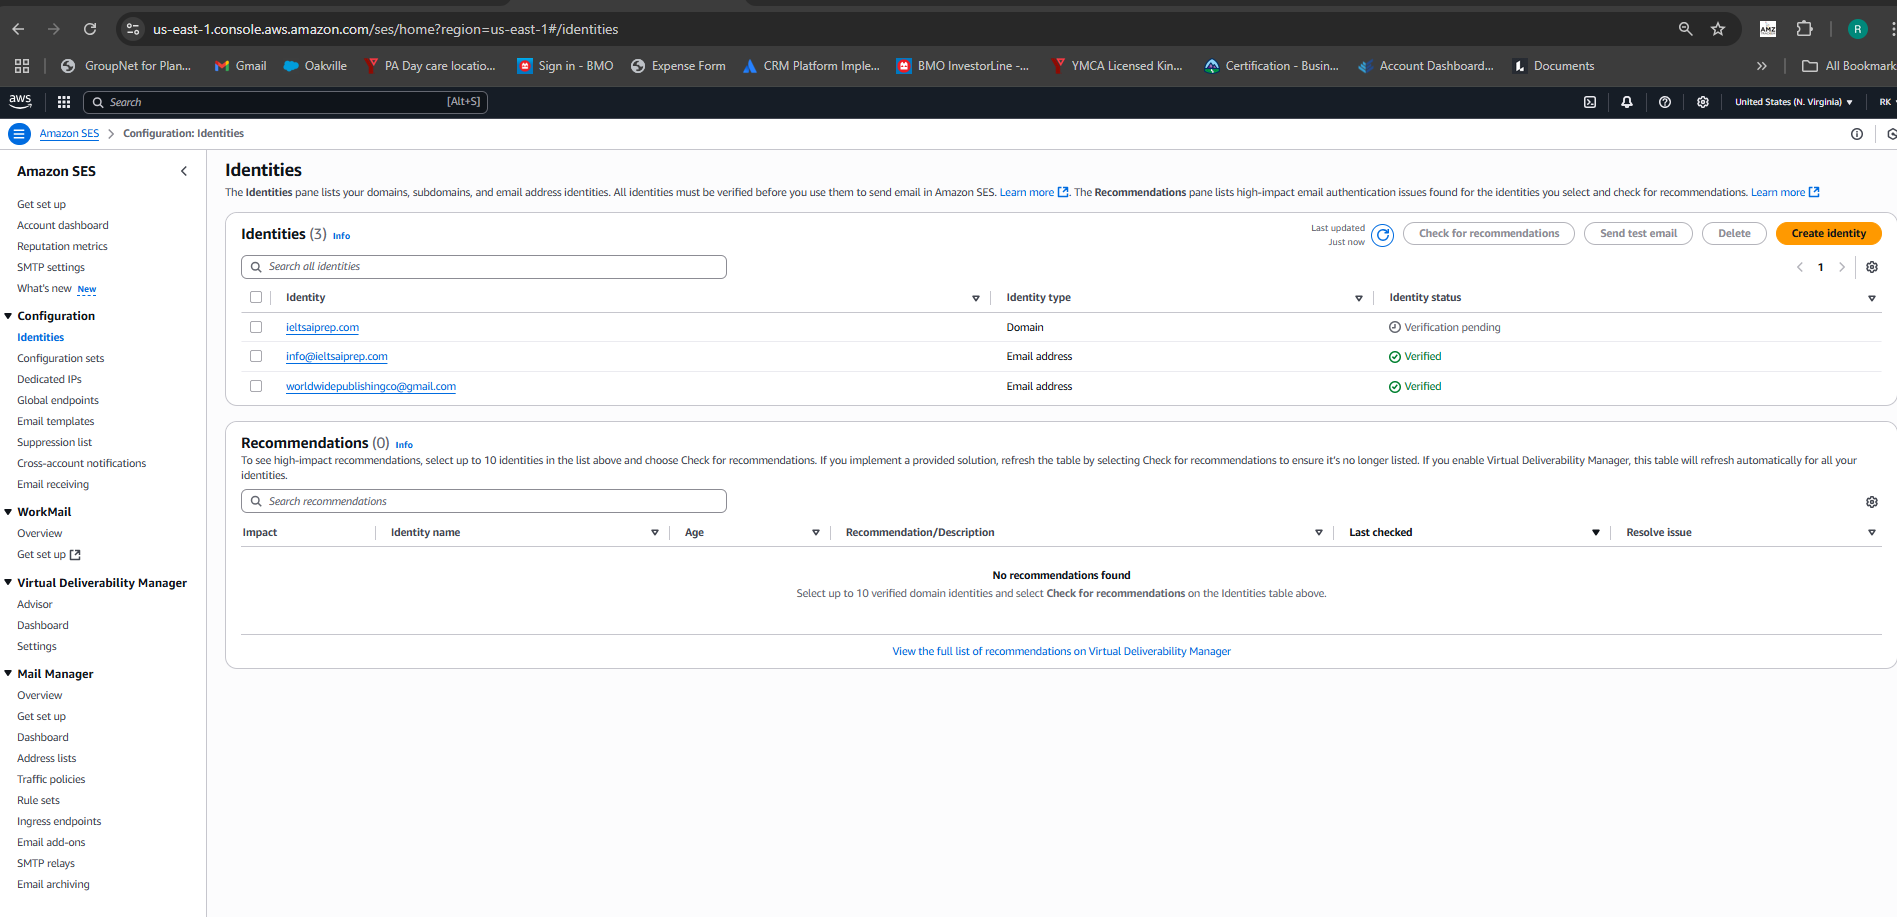 us-east-1.console.aws.amazon.com/ses/home?region=us-east-1#/identities
AMZ
R
GroupNet for Plan...
Gmail
Oakville
PA Day care locatio...
Sign in - BMO
Expense Form
CRM Platform Imple...
BMO InvestorLine -...
YMCA Licensed Kin...
Certification - Busin...
Account Dashboard...
Documents
All Bookmark
aws
Search
[Alt+S]
United States (N. Virginia)
RK
Amazon SES
Configuration: Identities
Amazon SES
Get set up
Account dashboard
Reputation metrics
SMTP settings
What's new New
Configuration
Identities
Configuration sets
Dedicated IPs
Global endpoints
Email templates
Suppression list
Cross-account notifications
Email receiving
WorkMail
Overview
Get set up
Virtual Deliverability Manager
Advisor
Dashboard
Settings
Mail Manager
Overview
Get set up
Dashboard
Address lists
Traffic policies
Rule sets
Ingress endpoints
Email add-ons
SMTP relays
Email archiving
Identities
The Identities pane lists your domains, subdomains, and email address identities. All identities must be verified before you use them to send email in Amazon SES. Learn more. The Recommendations pane lists high-impact email authentication issues found for the identities you select and check for recommendations. Learn more
Identities (3) Info
Last updated
Just now
Check for recommendations
Send test email
Delete
Create identity
Search all identities
1
Identity Identity type Identity status
ieltsaiprep.com Domain Verification pending
info@ieltsaiprep.com Email address Verified
worldwidepublishingco@gmail.com Email address Verified
Recommendations (0) Info
To see high-impact recommendations, select up to 10 identities in the list above and choose Check for recommendations. If you implement a provided solution, refresh the table by selecting Check for recommendations to ensure it's no longer listed. If you enable Virtual Deliverability Manager, this table will refresh automatically for all your
identities.
Search recommendations
Impact Identity name Age Recommendation/Description Last checked Resolve issue
No recommendations found
Select up to 10 verified domain identities and select Check for recommendations on the Identities table above.
View the full list of recommendations on Virtual Deliverability Manager